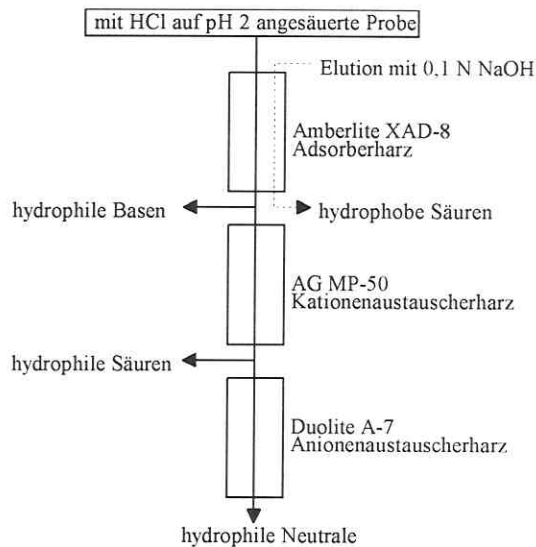 mit HCl auf pH 2 angesäuerte Probe
Elution mit 0,1 N NaOH
Amberlite XAD-8
Adsorberharz
hydrophile Basen
hydrophobe Säuren
AG MP-50
Kationenaustauscherharz
hydrophile Säuren
Duolite A-7
Anionenaustauscherharz
hydrophile Neutrale